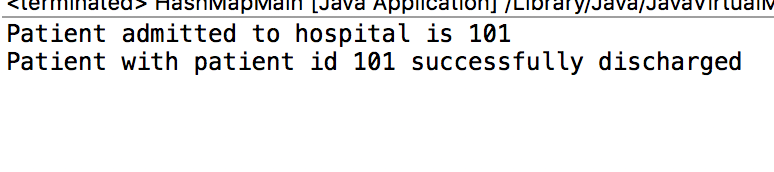 <terminated> HashMapMain [Java Application] /Library/Java/JavaVirtualM
Patient admitted to hospital is 101
Patient with patient id 101 successfully discharged